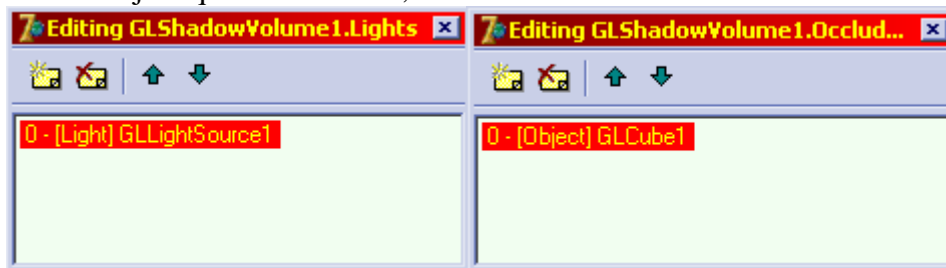 Editing GLShadowVolume1.Lights
0 - [Light] GLLightSource1
Editing GLShadowVolume1.Occlud...
0 - [Object] GLCube1